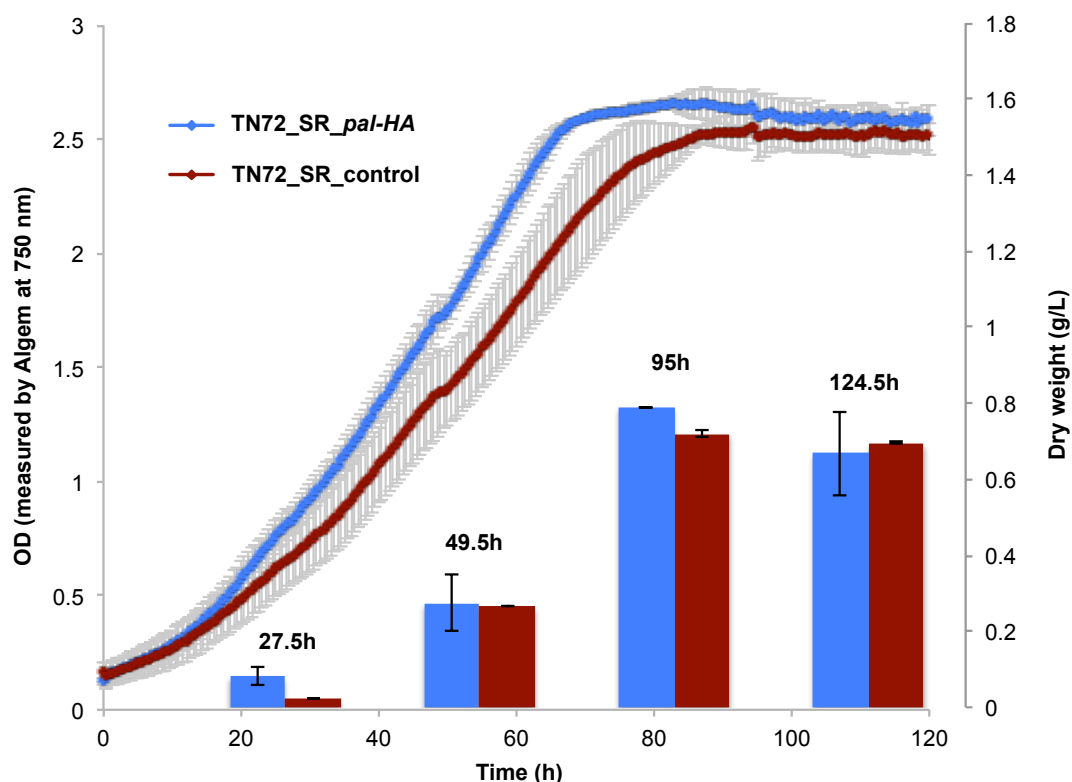 3
2.5
2
1.5
1
0.5
0
OD (measured by Algem at 750 nm)
TN72_SR_pal-HA
TN72_SR_control
27.5h
49.5h
95h
124.5h
1.8
1.6
1.4
1.2
1
0.8
0.6
0.4
0.2
0
Dry weight (g/L)
0 20 40 60 80 100 120
Time (h)